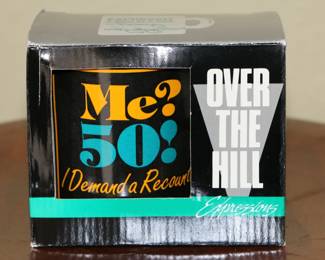 Me?
50!
I Demand a Recount
OVER
THE
HILL
Expressions